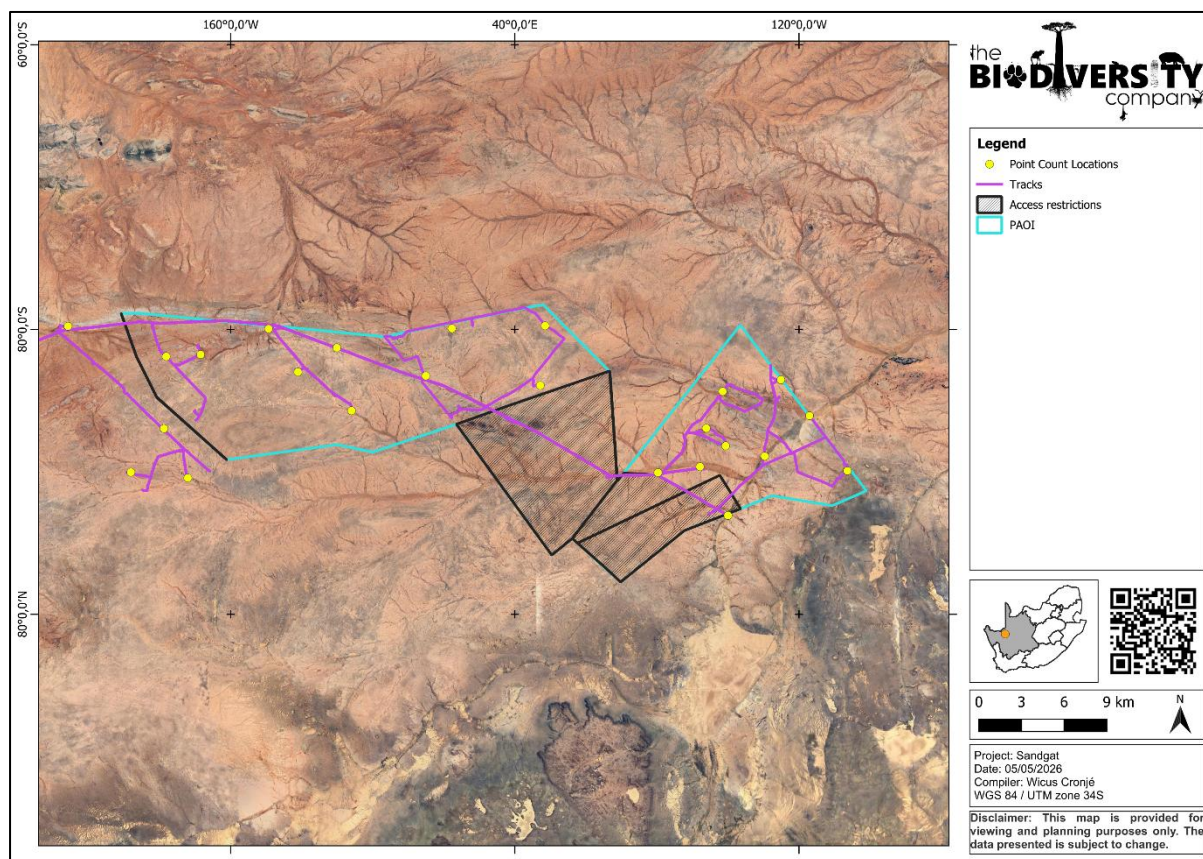 160°0,0'W
40°0,0'E
120°0,0'W
60°0,0'S
80°0,0'S
80°0,0'N
the
BIODIVERSITY
company
Legend
Point Count Locations
Tracks
Access restrictions
PAOI
0 3 6 9 km
N
Project: Sandgat
Date: 05/05/2026
Compiler: Wicus Cronjé
WGS 84 / UTM zone 34S
Disclaimer: This map is provided for
viewing and planning purposes only. The
data presented is subject to change.